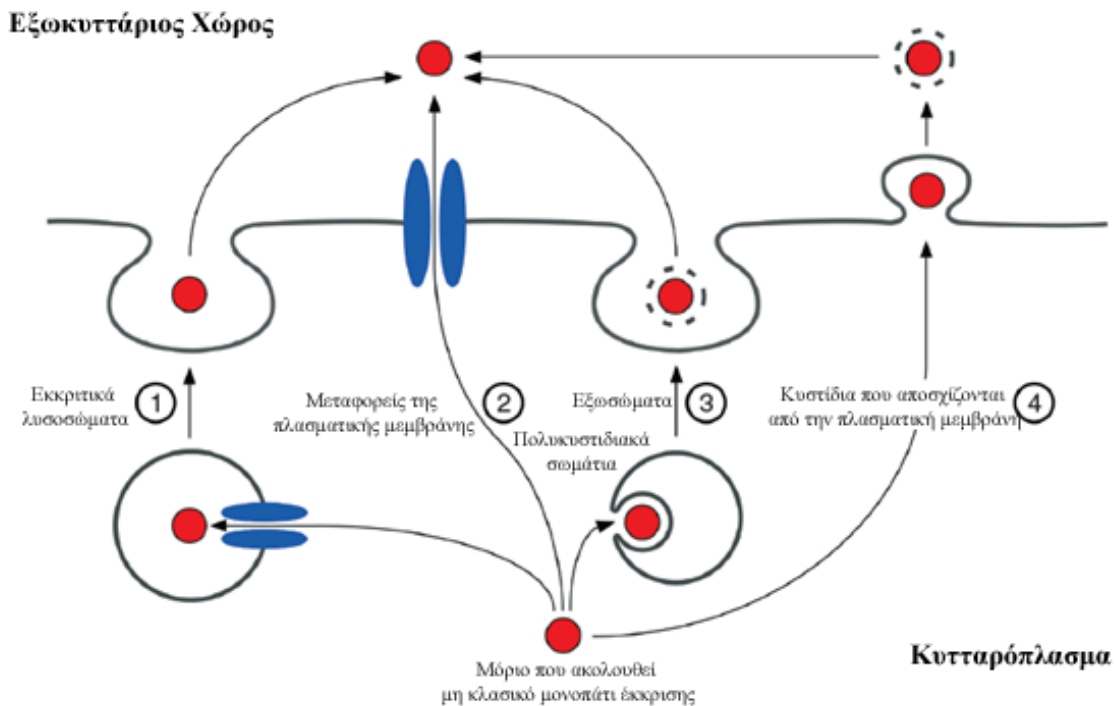 Εξωκυττάριος Χώρος
Εκκριτικά
λυσοσώματα
1
Μεταφορείς της
πλασματικής μεμβράνης
2
Εξωσώματα
3
Πολυκυστιδιακά
σωμάτια
Κυστίδια που αποσχίζονται
από την πλασματική μεμβράνη
4
Μόριο που ακολουθεί
μη κλασικό μονοπάτι έκκρισης
Κυτταρόπλασμα